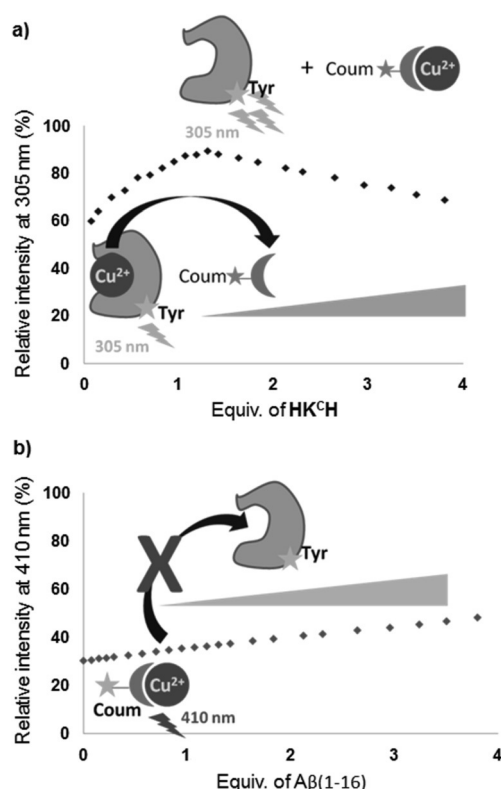 a)
Tyr
305 nm
+ Coum Cu²⁺
Relative intensity at 305 nm (%)
100
80
60
40
20
0
Cu²⁺
Coum
Tyr
305 nm
0 1 2 3 4
Equiv. of HKᶜH
b)
Relative intensity at 410 nm (%)
100
80
60
40
20
0
X
Tyr
Cu²⁺
Coum
410 nm
0 1 2 3 4
Equiv. of Aβ(1-16)